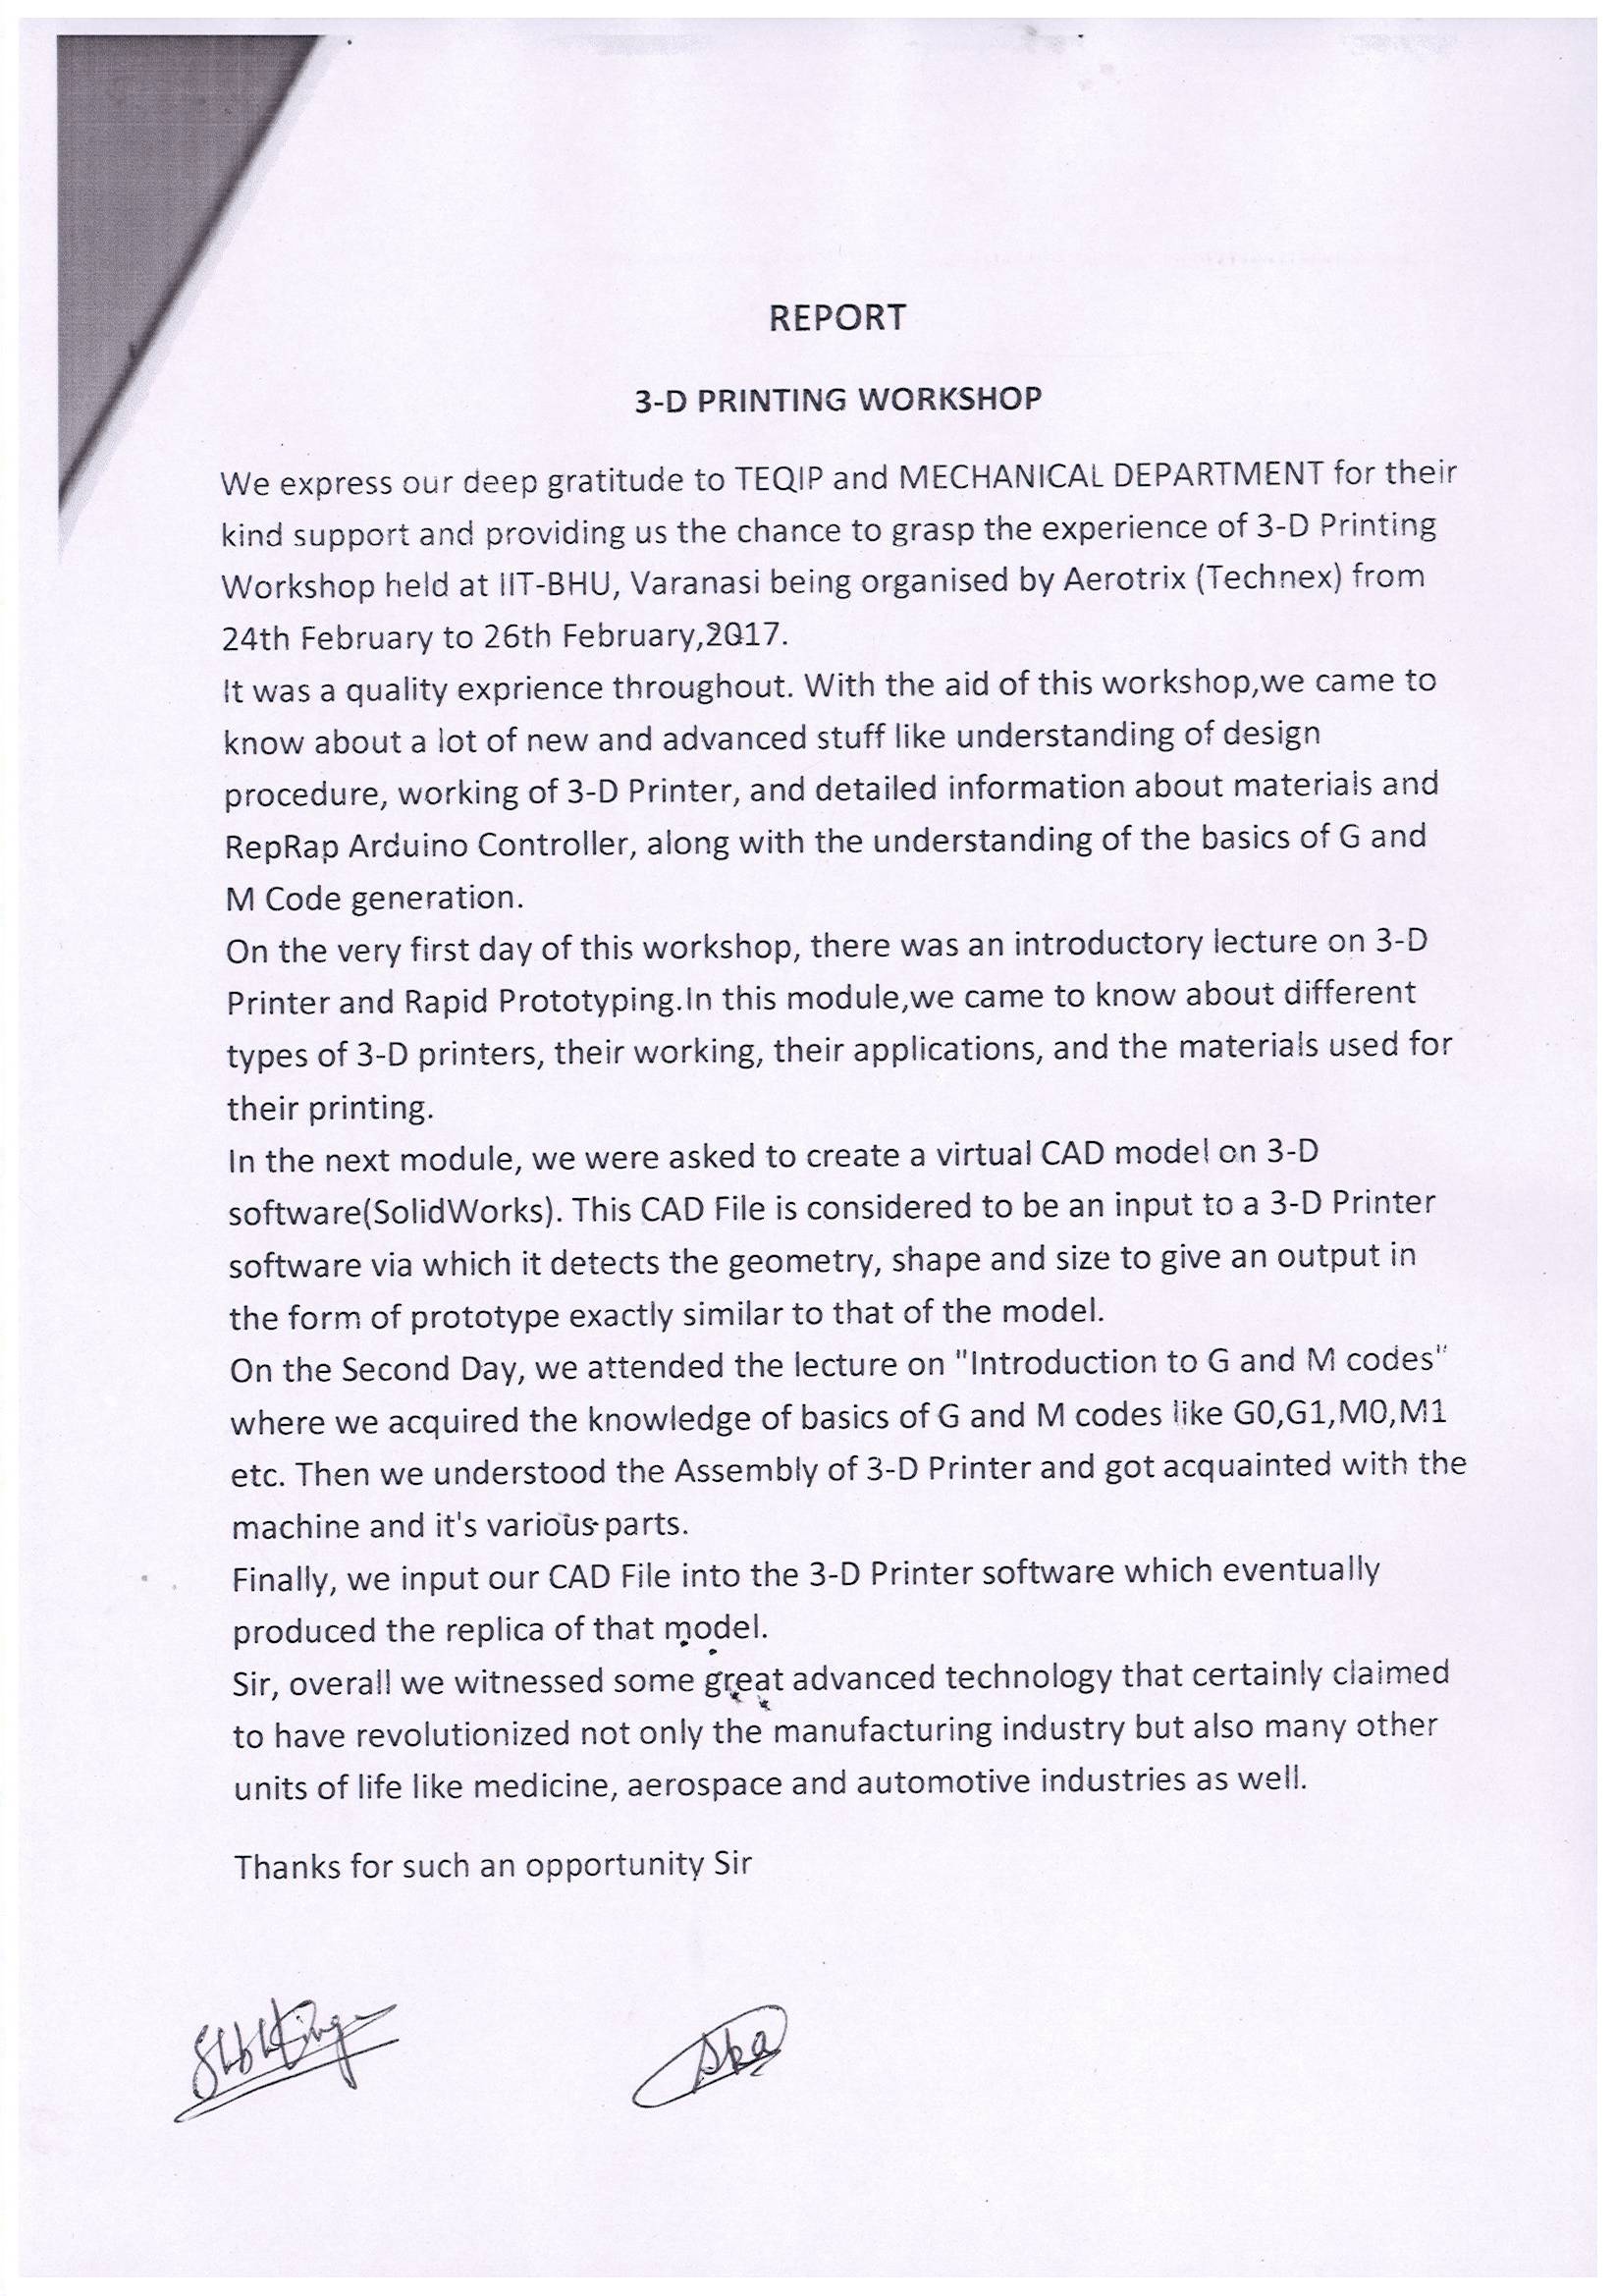 REPORT
3-D PRINTING WORKSHOP
We express our deep gratitude to TEQIP and MECHANICAL DEPARTMENT for their
kind support and providing us the chance to grasp the experience of 3-D Printing
Workshop held at IIT-BHU, Varanasi being organised by Aerotrix (Technex) from
24th February to 26th February,2017.
It was a quality exprience throughout. With the aid of this workshop,we came to
know about a lot of new and advanced stuff like understanding of design
procedure, working of 3-D Printer, and detailed information about materials and
RepRap Arduino Controller, along with the understanding of the basics of G and
M Code generation.
On the very first day of this workshop, there was an introductory lecture on 3-D
Printer and Rapid Prototyping.In this module,we came to know about different
types of 3-D printers, their working, their applications, and the materials used for
their printing.
In the next module, we were asked to create a virtual CAD model on 3-D
software(SolidWorks). This CAD File is considered to be an input to a 3-D Printer
software via which it detects the geometry, shape and size to give an output in
the form of prototype exactly similar to that of the model.
On the Second Day, we attended the lecture on "Introduction to G and M codes"
where we acquired the knowledge of basics of G and M codes like G0,G1,M0,M1
etc. Then we understood the Assembly of 3-D Printer and got acquainted with the
machine and it's various parts.
Finally, we input our CAD File into the 3-D Printer software which eventually
produced the replica of that model.
Sir, overall we witnessed some great advanced technology that certainly claimed
to have revolutionized not only the manufacturing industry but also many other
units of life like medicine, aerospace and automotive industries as well.
Thanks for such an opportunity Sir